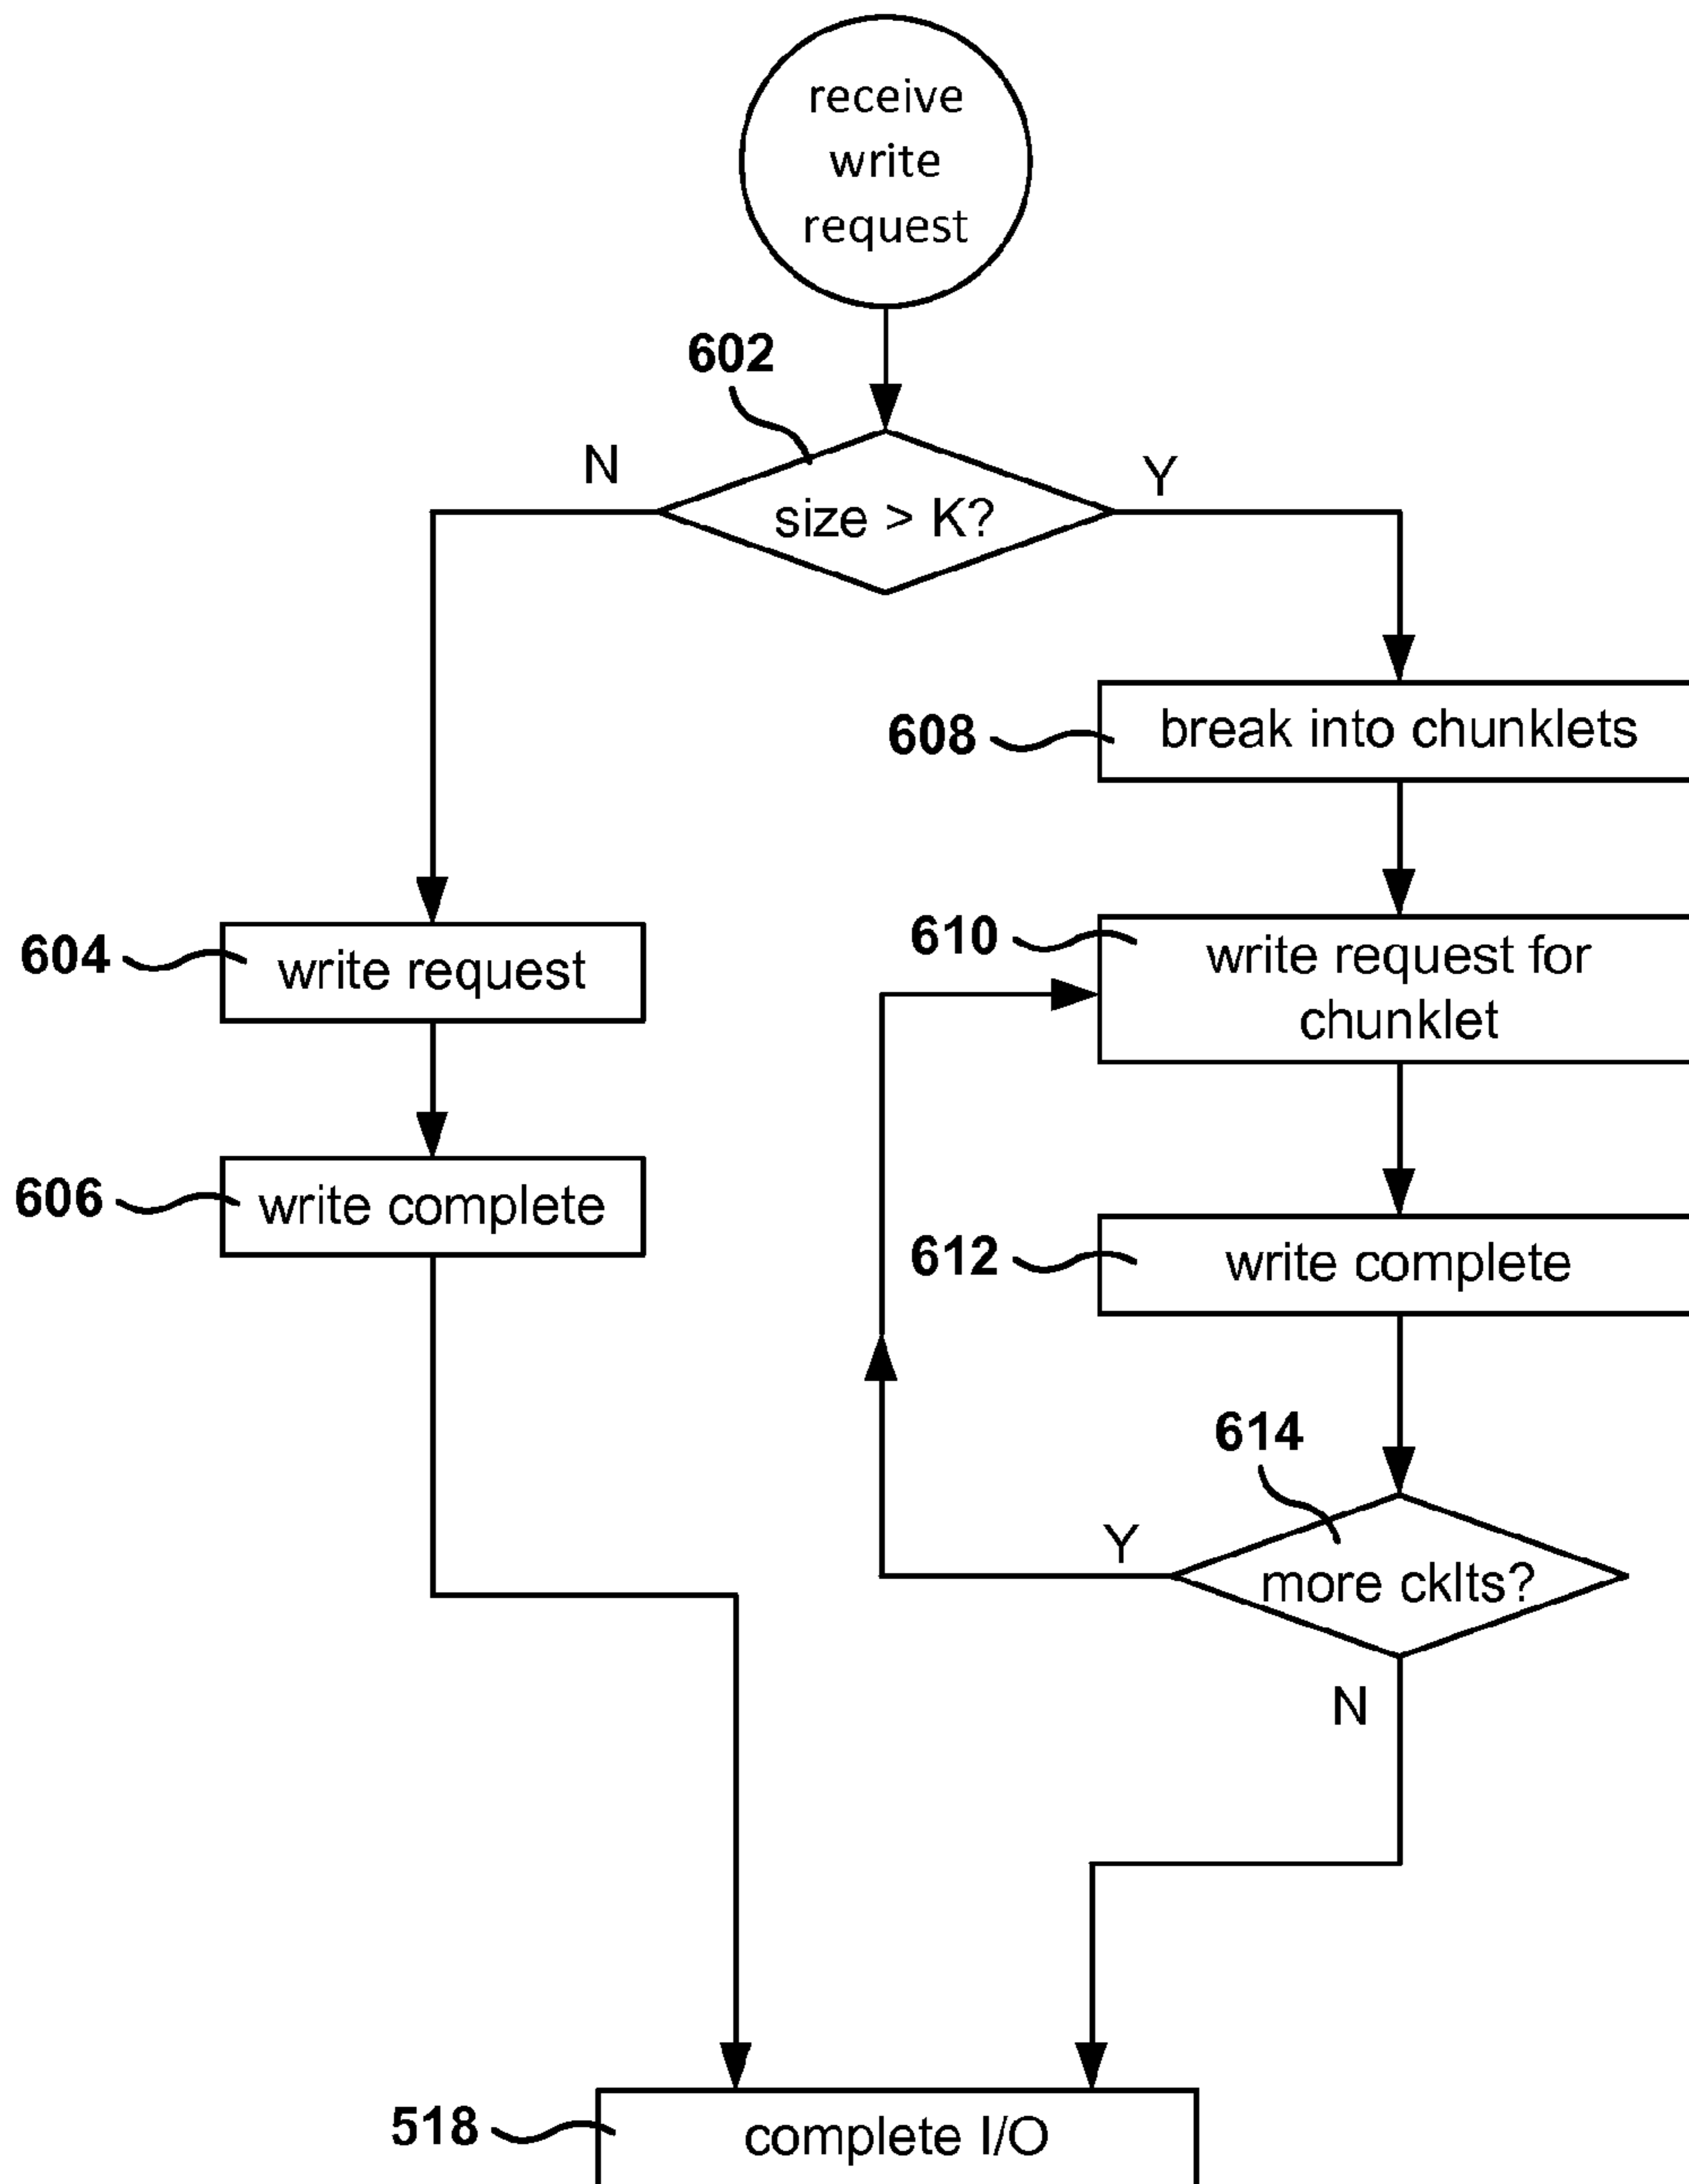 receive
write
request
602
N
Y
size > K?
608
break into chunklets
604
write request
610
write request for
chunklet
606
write complete
612
write complete
614
Y
more cklts?
N
518
complete I/O